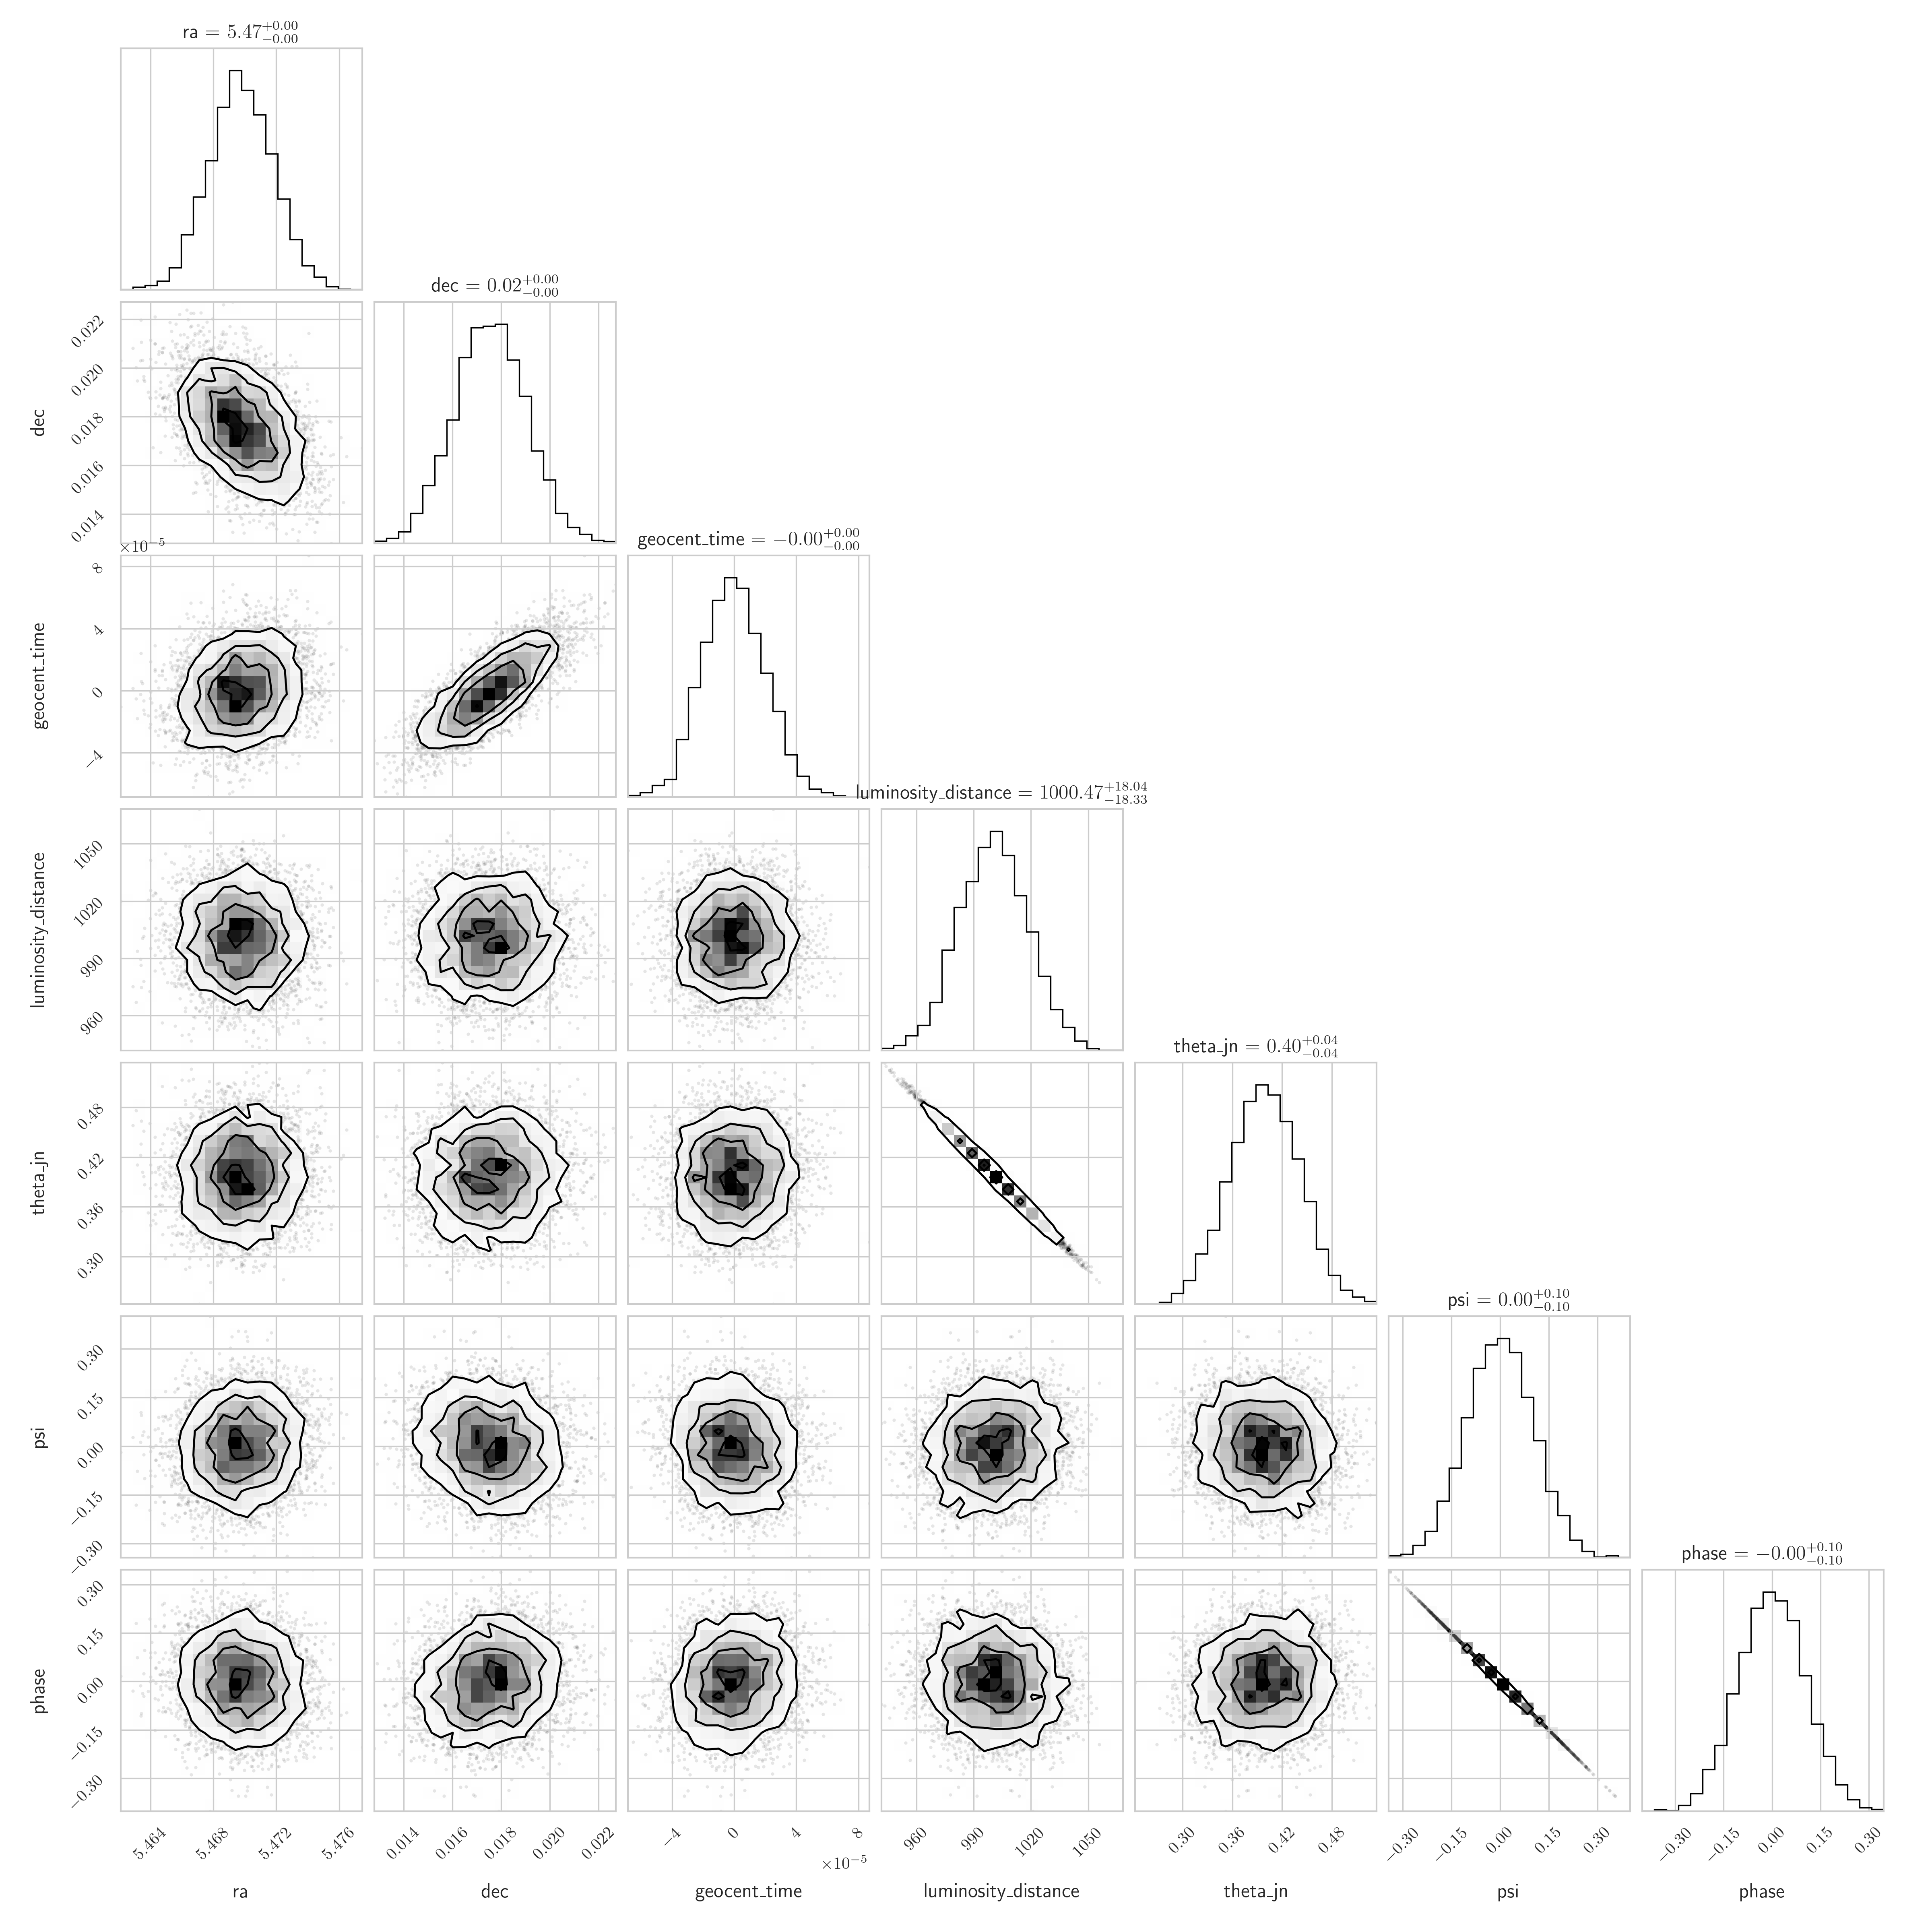 ra = 5.47+0.00−0.00
dec = 0.02+0.00−0.00
0.022
0.020
0.018
0.016
0.014
dec
×10−5
geocent_time = −0.00+0.00−0.00
8
4
0
−4
geocent_time
luminosity_distance = 1000.47+18.04−18.33
1050
1020
990
960
luminosity_distance
theta_jn = 0.40+0.04−0.04
0.48
0.42
0.36
0.30
theta_jn
psi = 0.00+0.10−0.10
0.30
0.15
0.00
−0.15
−0.30
psi
phase = −0.00+0.10−0.10
0.30
0.15
0.00
−0.15
−0.30
phase
5.464 5.468 5.472 5.476 0.014 0.016 0.018 0.020 0.022 −4 0 4 8 960 990 1020 1050 0.30 0.36 0.42 0.48 −0.30 −0.15 0.00 0.15 0.30 −0.30 −0.15 0.00 0.15 0.30
×10−5
ra dec geocent_time luminosity_distance theta_jn psi phase